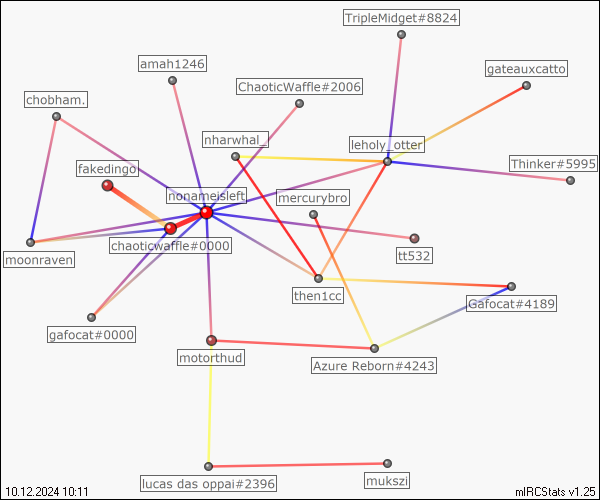 TripleMidget#8824
amah1246
gateauxcatto
ChaoticWaffle#2006
chobham.
nharwhal_
leholy_otter
fakedingo
Thinker#5995
nonameisleft
mercurybro
chaoticwaffle#0000
tt532
moonraven
then1cc
Gafocat#4189
gafocat#0000
motorthud
Azure Reborn#4243
lucas das oppai#2396
mukszi
10.12.2024 10:11
mIRCStats v1.25